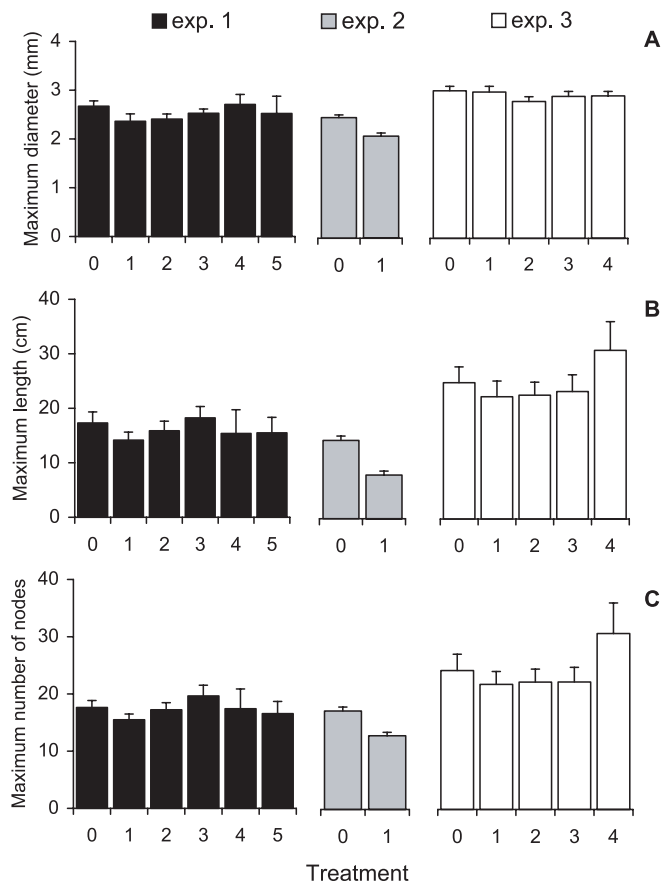 exp. 1 exp. 2 exp. 3
A
Maximum diameter (mm)
4
3
2
1
0
0 1 2 3 4 5 0 1 0 1 2 3 4
B
Maximum length (cm)
40
30
20
10
0
0 1 2 3 4 5 0 1 0 1 2 3 4
C
Maximum number of nodes
40
30
20
10
0
0 1 2 3 4 5 0 1 0 1 2 3 4
Treatment